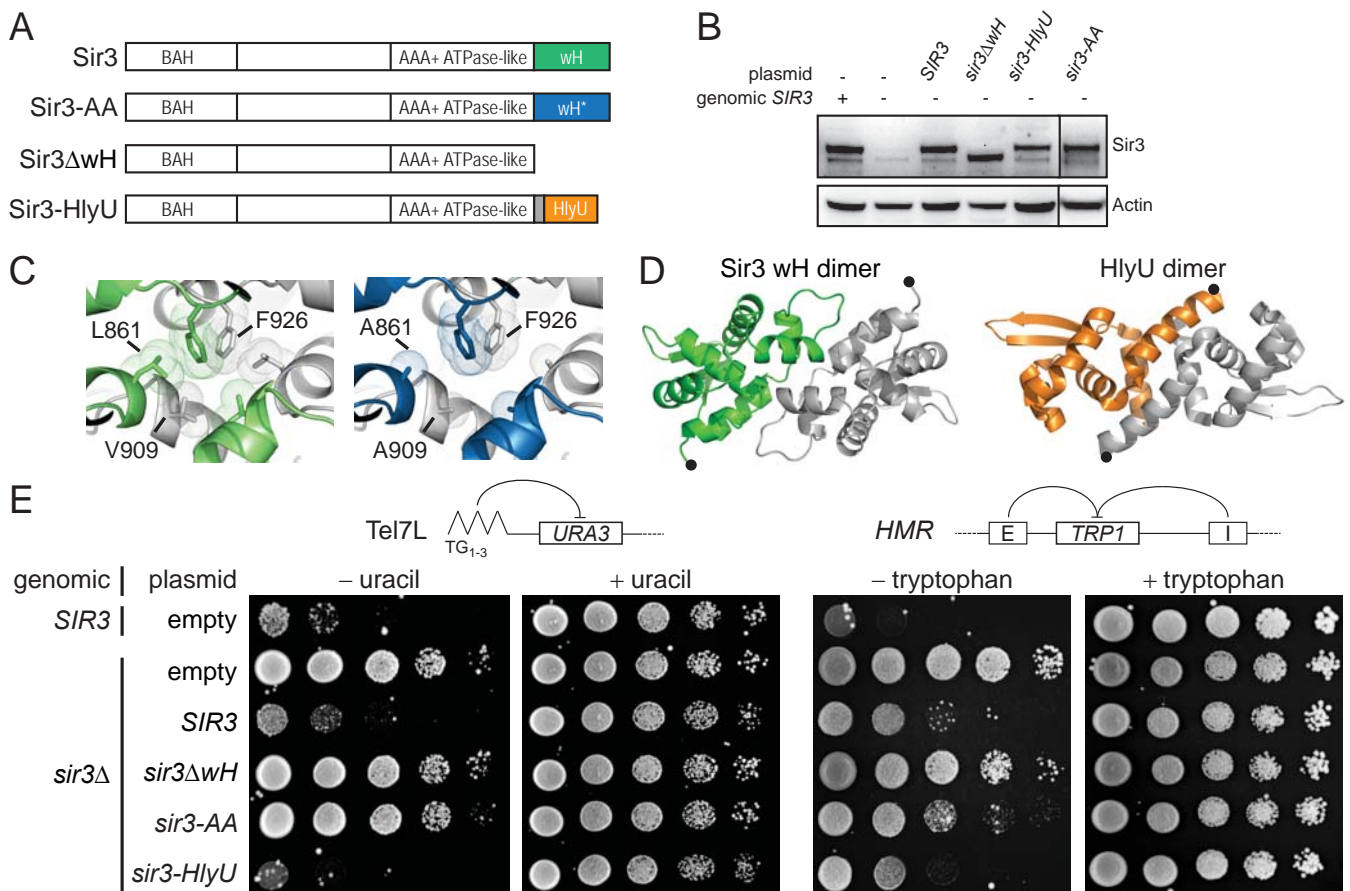 A
Sir3 BAH AAA+ ATPase-like wH
Sir3-AA BAH AAA+ ATPase-like wH*
Sir3ΔwH BAH AAA+ ATPase-like
Sir3-HlyU BAH AAA+ ATPase-like HlyU
B
SIR3 sir3ΔwH sir3-HlyU sir3-AA
plasmid - -
genomic SIR3 + - - - - -
Sir3
Actin
C
L861 F926
V909
A861 F926
A909
D
Sir3 wH dimer HlyU dimer
E
Tel7L TG1-3 URA3
HMR E TRP1 I
genomic plasmid – uracil + uracil – tryptophan + tryptophan
SIR3 empty
empty
SIR3
sir3Δ sir3ΔwH
sir3-AA
sir3-HlyU